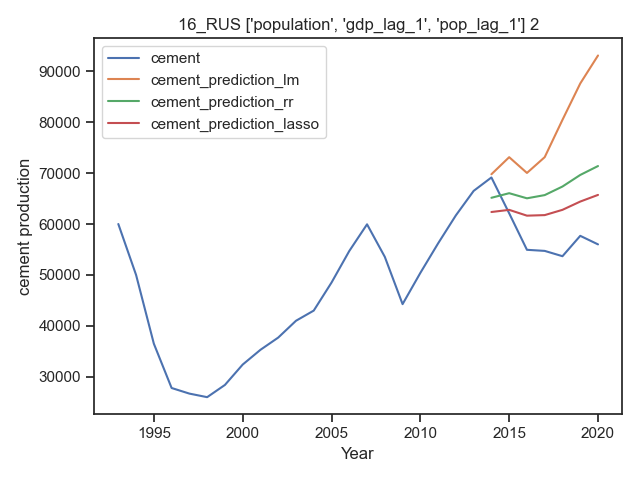 16_RUS ['population', 'gdp_lag_1', 'pop_lag_1'] 2
cement
cement_prediction_lm
cement_prediction_rr
cement_prediction_lasso
90000
80000
70000
60000
50000
40000
30000
cement production
1995
2000
2005
2010
2015
2020
Year